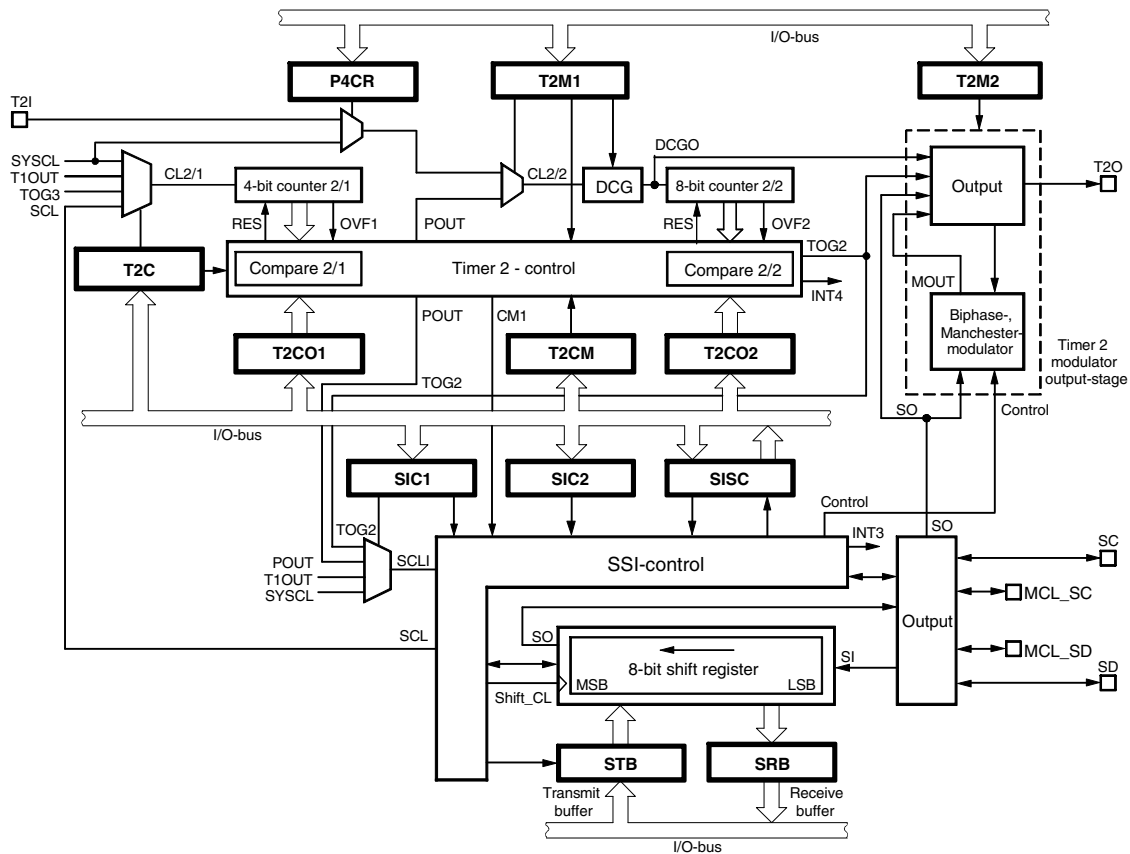 I/O-bus
P4CR
T2M1
T2M2
T2I
SYSCL
T1OUT
TOG3
SCL
CL2/1
4-bit counter 2/1
CL2/2
DCG
DCGO
8-bit counter 2/2
Output
T2O
RES
OVF1
POUT
RES
OVF2
TOG2
T2C
Compare 2/1
Timer 2 - control
Compare 2/2
INT4
MOUT
Biphase-,
Manchester-
modulator
Timer 2
modulator
output-stage
POUT
CM1
T2CO1
T2CM
T2CO2
TOG2
SO
Control
I/O-bus
SIC1
SIC2
SISC
Control
TOG2
INT3
SO
SC
POUT
T1OUT
SYSCL
SCLI
SSI-control
MCL_SC
Output
SCL
SO
8-bit shift register
MSB
LSB
SI
MCL_SD
SD
Shift_CL
STB
SRB
Transmit
buffer
Receive
buffer
I/O-bus